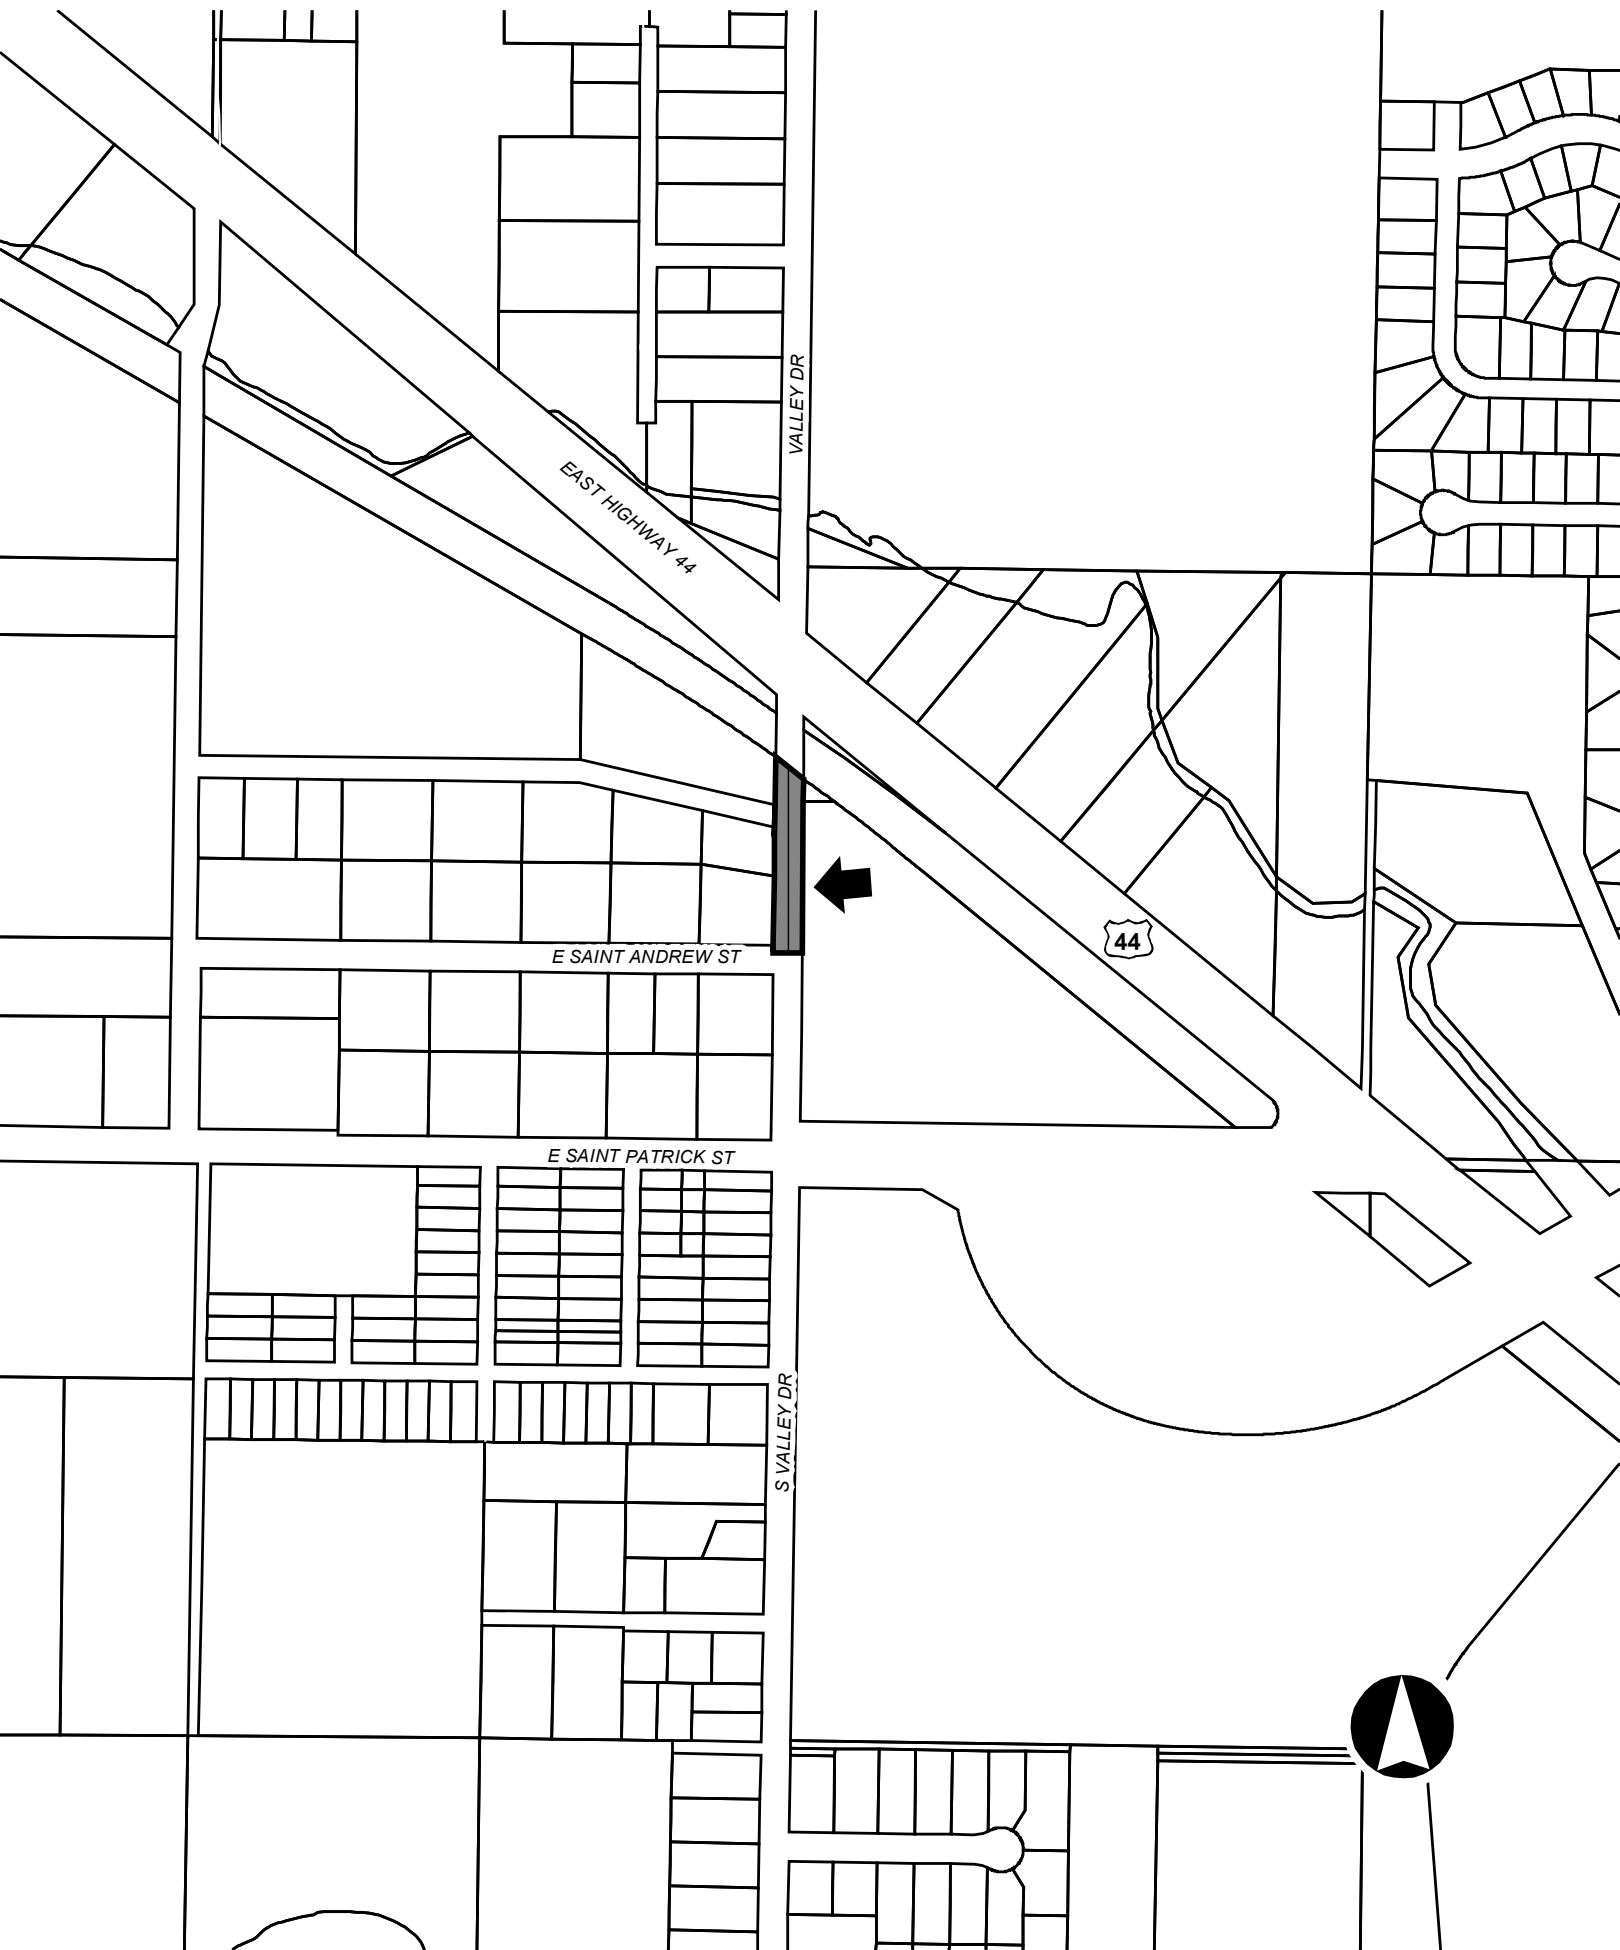 VALLEY DR
EAST HIGHWAY 44
44
E SAINT ANDREW ST
E SAINT PATRICK ST
S VALLEY DR